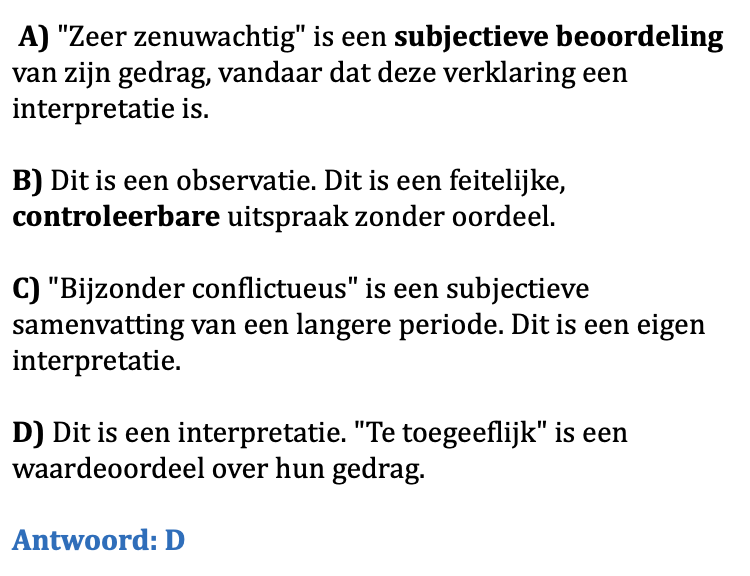 A) "Zeer zenuwachtig" is een subjectieve beoordeling
van zijn gedrag, vandaar dat deze verklaring een
interpretatie is.
B) Dit is een observatie. Dit is een feitelijke,
controleerbare uitspraak zonder oordeel.
C) "Bijzonder conflictueus" is een subjectieve
samenvatting van een langere periode. Dit is een eigen
interpretatie.
D) Dit is een interpretatie. "Te toegeeflijk" is een
waardeoordeel over hun gedrag.
Antwoord: D